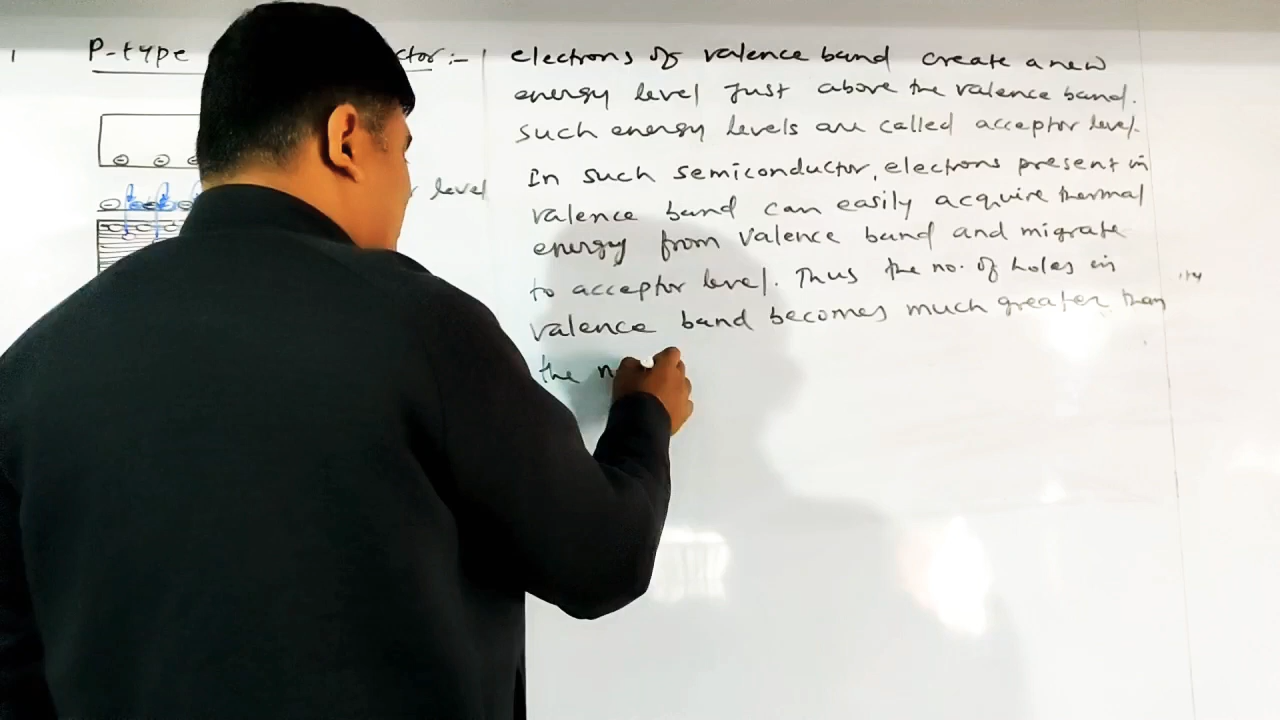 P-type ctor :-
level
electrons of valence band create a new
energy level Just above the valence band.
such energy levels are called acceptor level.
In such semiconductor, electrons present in
valence band can easily acquire thermal
energy from valence band and migrate
to acceptor level. Thus the no. of holes in
valence band becomes much greater than
the n